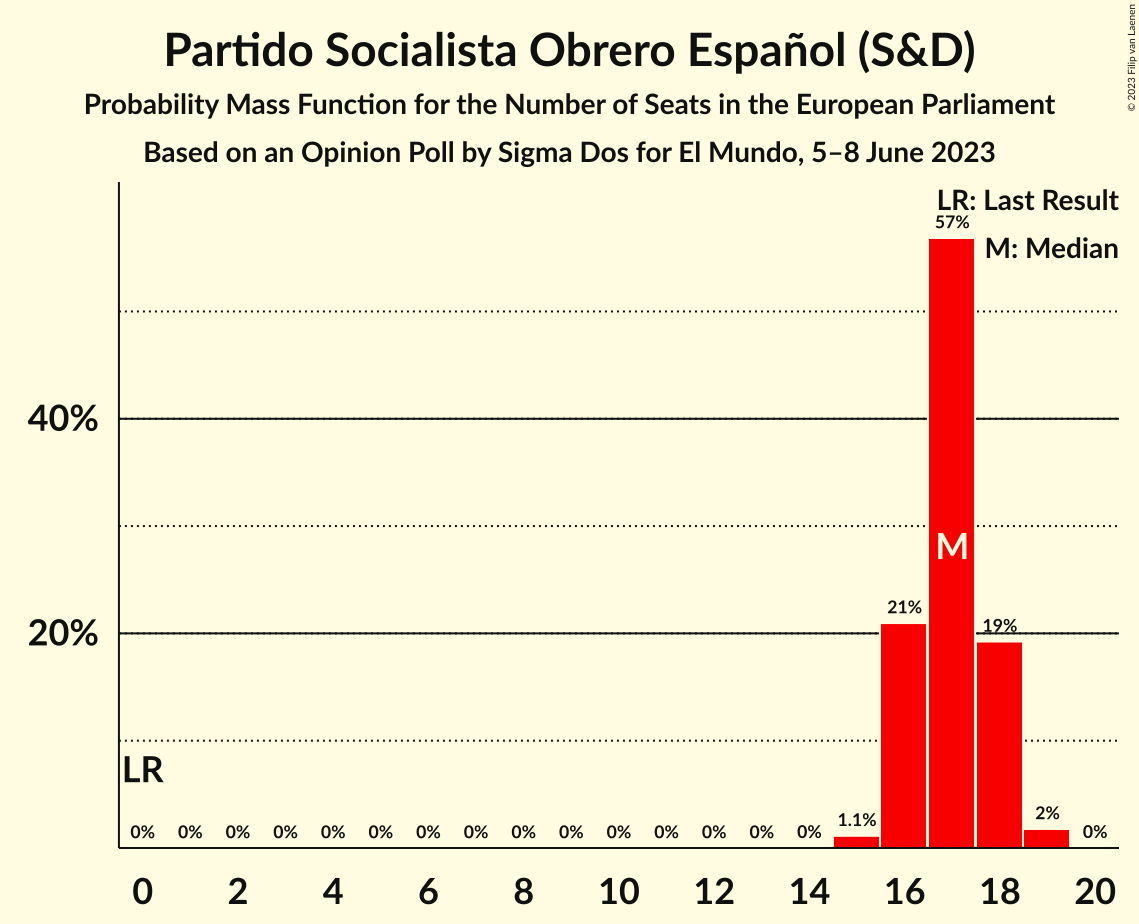 Partido Socialista Obrero Español (S&D)
Probability Mass Function for the Number of Seats in the European Parliament
Based on an Opinion Poll by Sigma Dos for El Mundo, 5–8 June 2023
© 2023 Filip van Laenen
LR: Last Result
M: Median
57%
40%
M
21%
20%
19%
LR
0% 0% 0% 0% 0% 0% 0% 0% 0% 0% 0% 0% 0% 0% 0% 1.1% 2% 0%
0 2 4 6 8 10 12 14 16 18 20